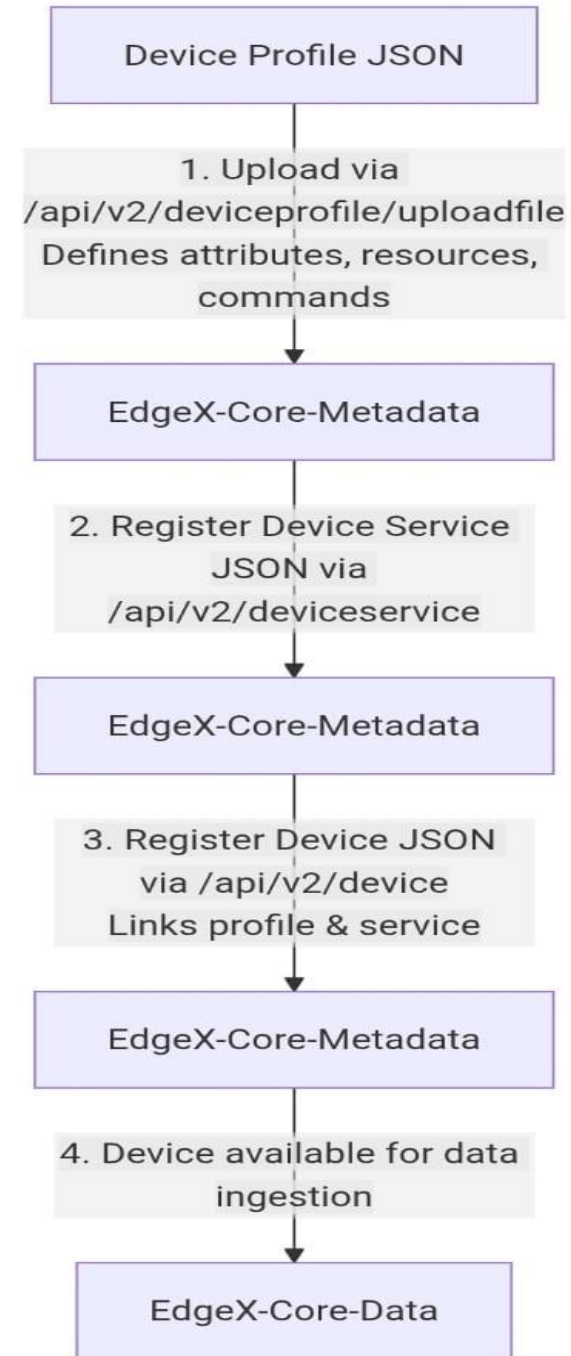 Device Profile JSON
1. Upload via
/api/v2/deviceprofile/uploadfile
Defines attributes, resources,
commands
EdgeX-Core-Metadata
2. Register Device Service
JSON via
/api/v2/deviceservice
EdgeX-Core-Metadata
3. Register Device JSON
via /api/v2/device
Links profile & service
EdgeX-Core-Metadata
4. Device available for data
ingestion
EdgeX-Core-Data